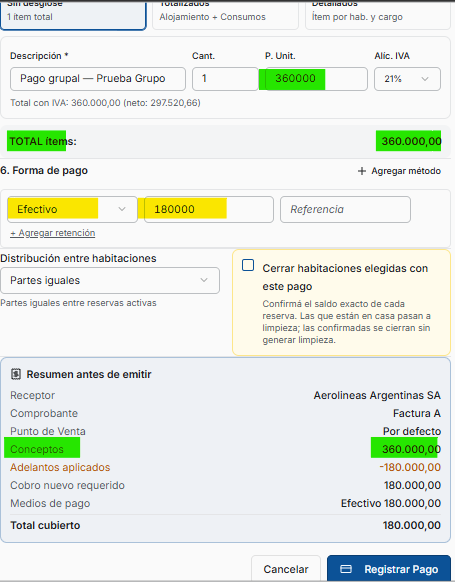 Sin desglose
1 ítem total
Totalizados
Alojamiento + Consumos
Detallados
Ítem por hab. y cargo
Descripción *
Cant.
P. Unit.
Alíc. IVA
Pago grupal — Prueba Grupo
1
360000
21%
Total con IVA: 360.000,00 (neto: 297.520,66)
TOTAL ítems:
360.000,00
6. Forma de pago
+ Agregar método
Efectivo
180000
Referencia
+ Agregar retención
Distribución entre habitaciones
Partes iguales
Partes iguales entre reservas activas
Cerrar habitaciones elegidas con
este pago
Confirmá el saldo exacto de cada
reserva. Las que están en casa pasan a
limpieza; las confirmadas se cierran sin
generar limpieza.
Resumen antes de emitir
Receptor
Aerolineas Argentinas SA
Comprobante
Factura A
Punto de Venta
Por defecto
Conceptos
360.000,00
Adelantos aplicados
-180.000,00
Cobro nuevo requerido
180.000,00
Medios de pago
Efectivo 180.000,00
Total cubierto
180.000,00
Cancelar
Registrar Pago